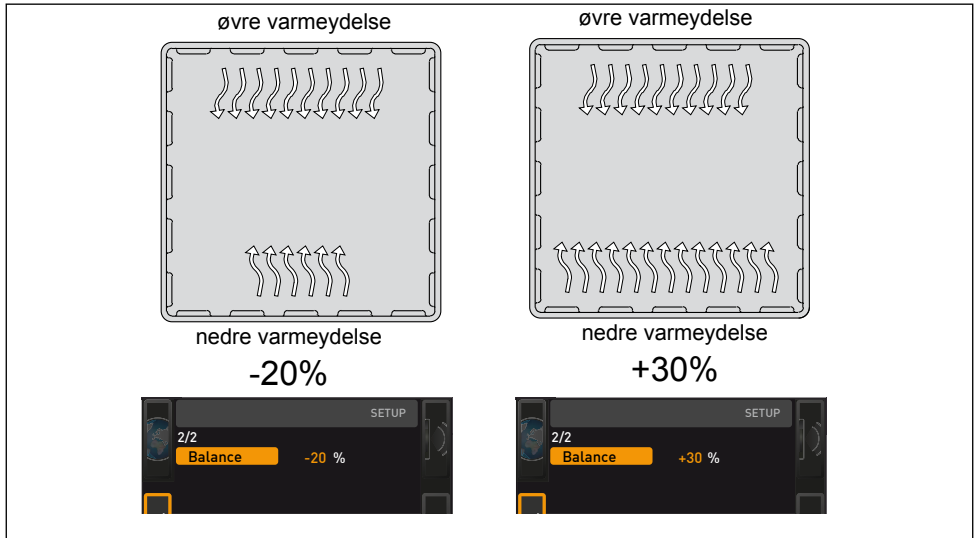 øvre varmeydelse
nedre varmeydelse
-20%
SETUP
2/2
Balance -20 %
øvre varmeydelse
nedre varmeydelse
+30%
SETUP
2/2
Balance +30 %